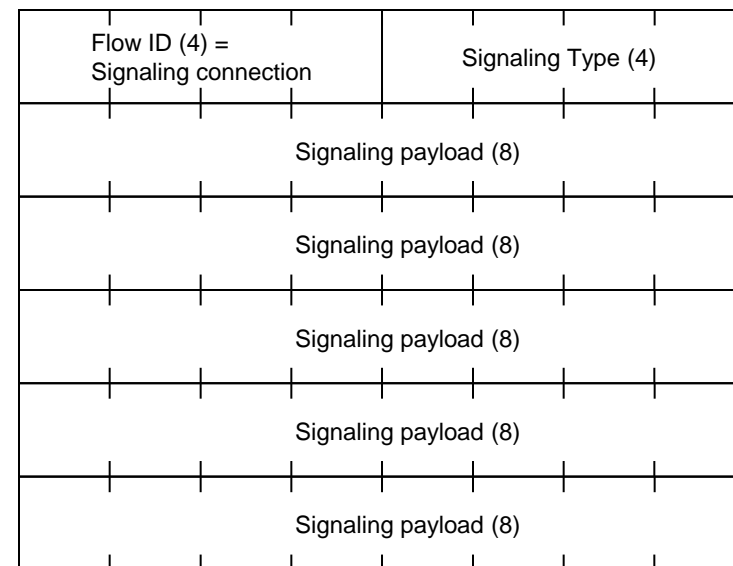 Flow ID (4) =
Signaling connection
Signaling Type (4)
Signaling payload (8)
Signaling payload (8)
Signaling payload (8)
Signaling payload (8)
Signaling payload (8)